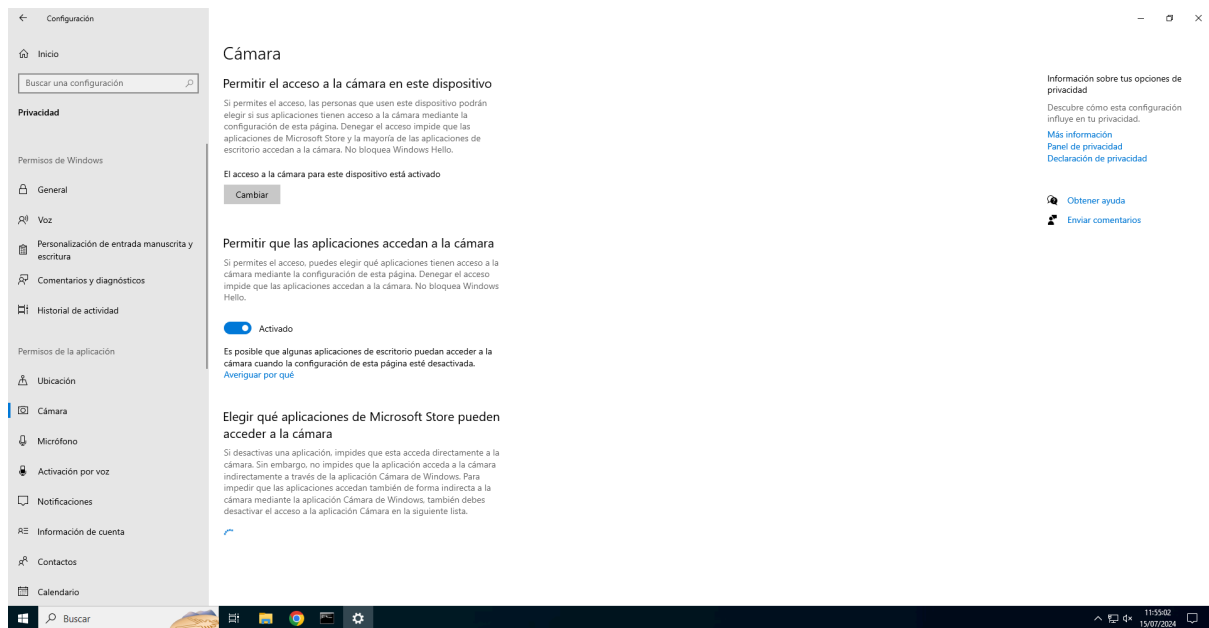 Configuración
Inicio
Buscar una configuración
Privacidad
Permisos de Windows
General
Voz
Personalización de entrada manuscrita y
escritura
Comentarios y diagnósticos
Historial de actividad
Permisos de la aplicación
Ubicación
Cámara
Micrófono
Activación por voz
Notificaciones
Información de cuenta
Contactos
Calendario
Cámara
Permitir el acceso a la cámara en este dispositivo
Si permites el acceso, las personas que usen este dispositivo podrán
elegir si sus aplicaciones tienen acceso a la cámara mediante la
configuración de esta página. Denegar el acceso impide que las
aplicaciones de Microsoft Store y la mayoría de las aplicaciones de
escritorio accedan a la cámara. No bloquea Windows Hello.
El acceso a la cámara para este dispositivo está activado
Cambiar
Permitir que las aplicaciones accedan a la cámara
Si permites el acceso, puedes elegir qué aplicaciones tienen acceso a la
cámara mediante la configuración de esta página. Denegar el acceso
impide que las aplicaciones accedan a la cámara. No bloquea Windows
Hello.
Activado
Es posible que algunas aplicaciones de escritorio puedan acceder a la
cámara cuando la configuración de esta página esté desactivada.
Averiguar por qué
Elegir qué aplicaciones de Microsoft Store pueden
acceder a la cámara
Si desactivas una aplicación, impides que esta acceda directamente a la
cámara. Sin embargo, no impides que la aplicación acceda a la cámara
indirectamente a través de la aplicación Cámara de Windows. Para
impedir que las aplicaciones accedan también de forma indirecta a la
cámara mediante la aplicación Cámara de Windows, también debes
desactivar el acceso a la aplicación Cámara en la siguiente lista.
Información sobre tus opciones de
privacidad
Descubre cómo esta configuración
influye en tu privacidad.
Más información
Panel de privacidad
Declaración de privacidad
Obtener ayuda
Enviar comentarios
Buscar
11:55:02
15/07/2024